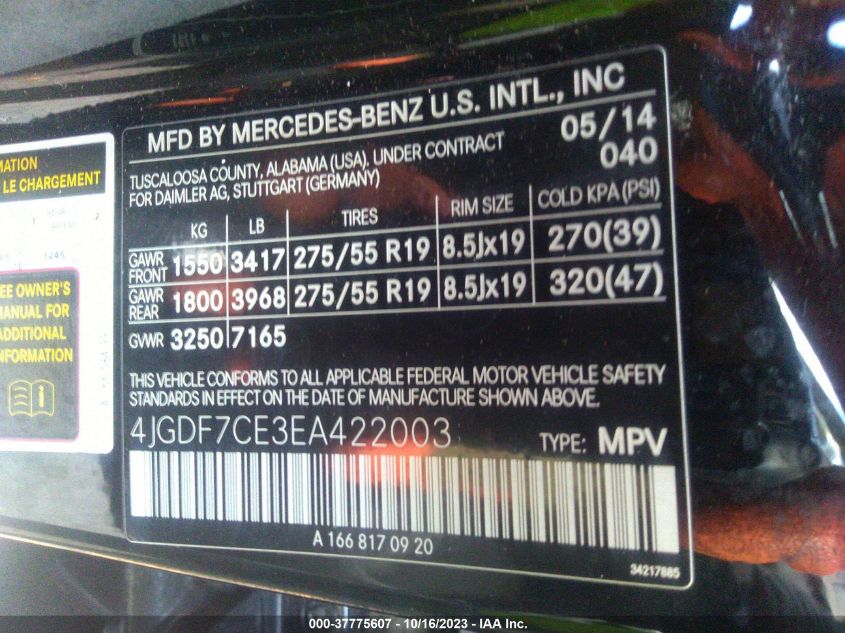 MFD BY MERCEDES-BENZ U.S. INTL., INC
TUSCALOOSA COUNTY, ALABAMA (USA), UNDER CONTRACT
FOR DAIMLER AG, STUTTGART (GERMANY)
05/14
040
KG LB TIRES RIM SIZE COLD KPA (PSI)
GAWR FRONT 1550 3417 275/55 R19 8.5Jx19 270(39)
GAWR REAR 1800 3968 275/55 R19 8.5Jx19 320(47)
GVWR 3250 7165
THIS VEHICLE CONFORMS TO ALL APPLICABLE FEDERAL MOTOR VEHICLE SAFETY
STANDARDS IN EFFECT ON THE DATE OF MANUFACTURE SHOWN ABOVE.
4JGDF7CE3EA422003 TYPE: MPV
A 166 817 09 20
34217885
MATION
LE CHARGEMENT
EE OWNER'S
MANUAL FOR
ADDITIONAL
INFORMATION
000-37775607 - 10/16/2023 - IAA Inc.